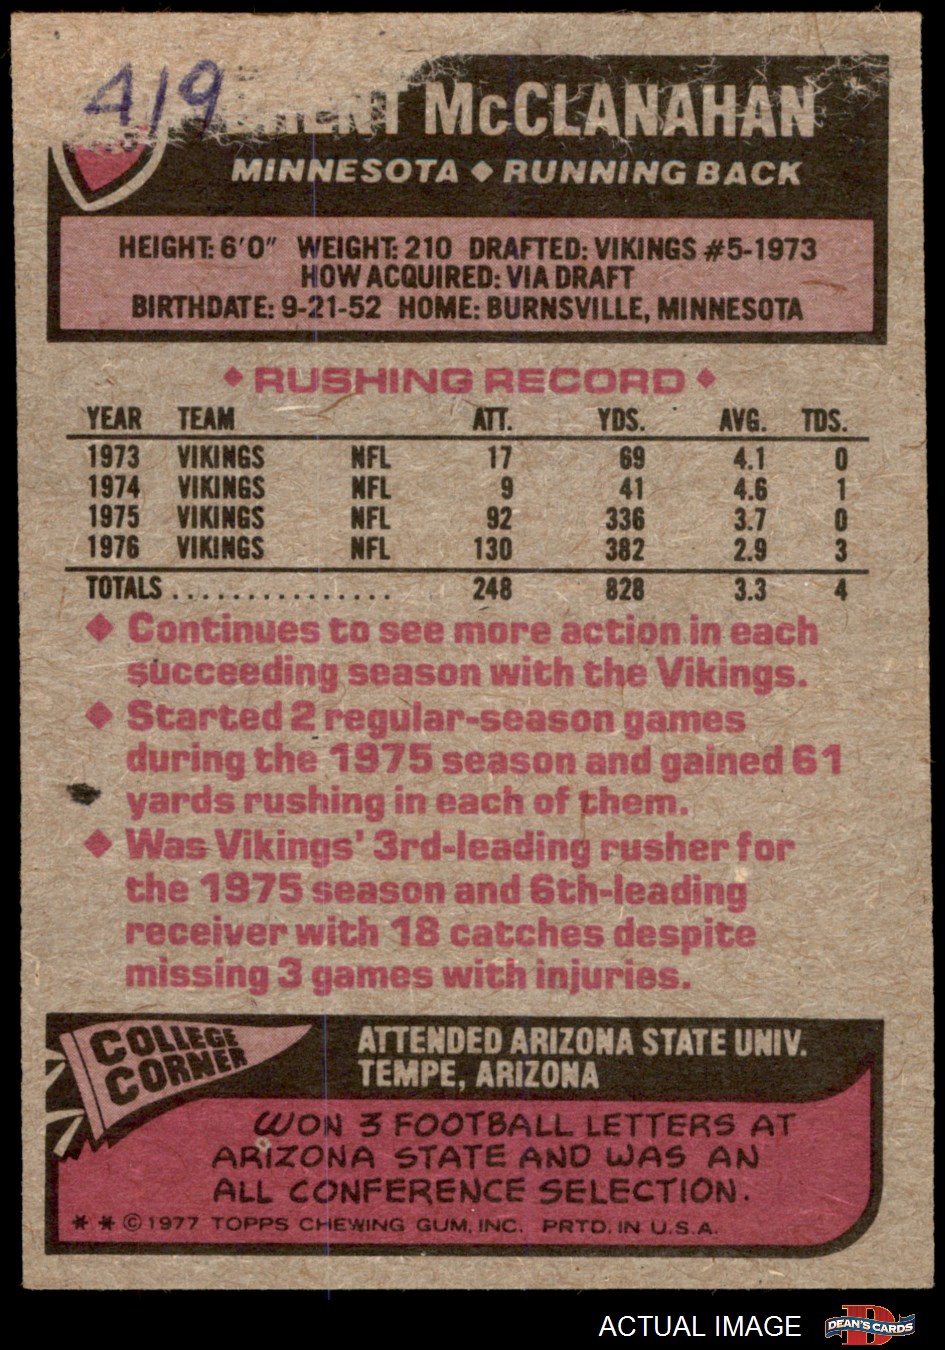 419
BRENT McCLANAHAN
MINNESOTA ◆ RUNNING BACK
HEIGHT: 6'0" WEIGHT: 210 DRAFTED: VIKINGS #5-1973
HOW ACQUIRED: VIA DRAFT
BIRTHDATE: 9-21-52 HOME: BURNSVILLE, MINNESOTA
◆ RUSHING RECORD ◆
YEAR TEAM ATT. YDS. AVG. TDS.
1973 VIKINGS NFL 17 69 4.1 0
1974 VIKINGS NFL 9 41 4.6 1
1975 VIKINGS NFL 92 336 3.7 0
1976 VIKINGS NFL 130 382 2.9 3
TOTALS ............... 248 828 3.3 4
◆ Continues to see more action in each
succeeding season with the Vikings.
◆ Started 2 regular-season games
during the 1975 season and gained 61
yards rushing in each of them.
◆ Was Vikings' 3rd-leading rusher for
the 1975 season and 6th-leading
receiver with 18 catches despite
missing 3 games with injuries.
COLLEGE
CORNER
ATTENDED ARIZONA STATE UNIV.
TEMPE, ARIZONA
WON 3 FOOTBALL LETTERS AT
ARIZONA STATE AND WAS AN
ALL CONFERENCE SELECTION.
* * © 1977 TOPPS CHEWING GUM, INC. PRTD. IN U.S.A.
ACTUAL IMAGE
D
DEAN'S CARDS